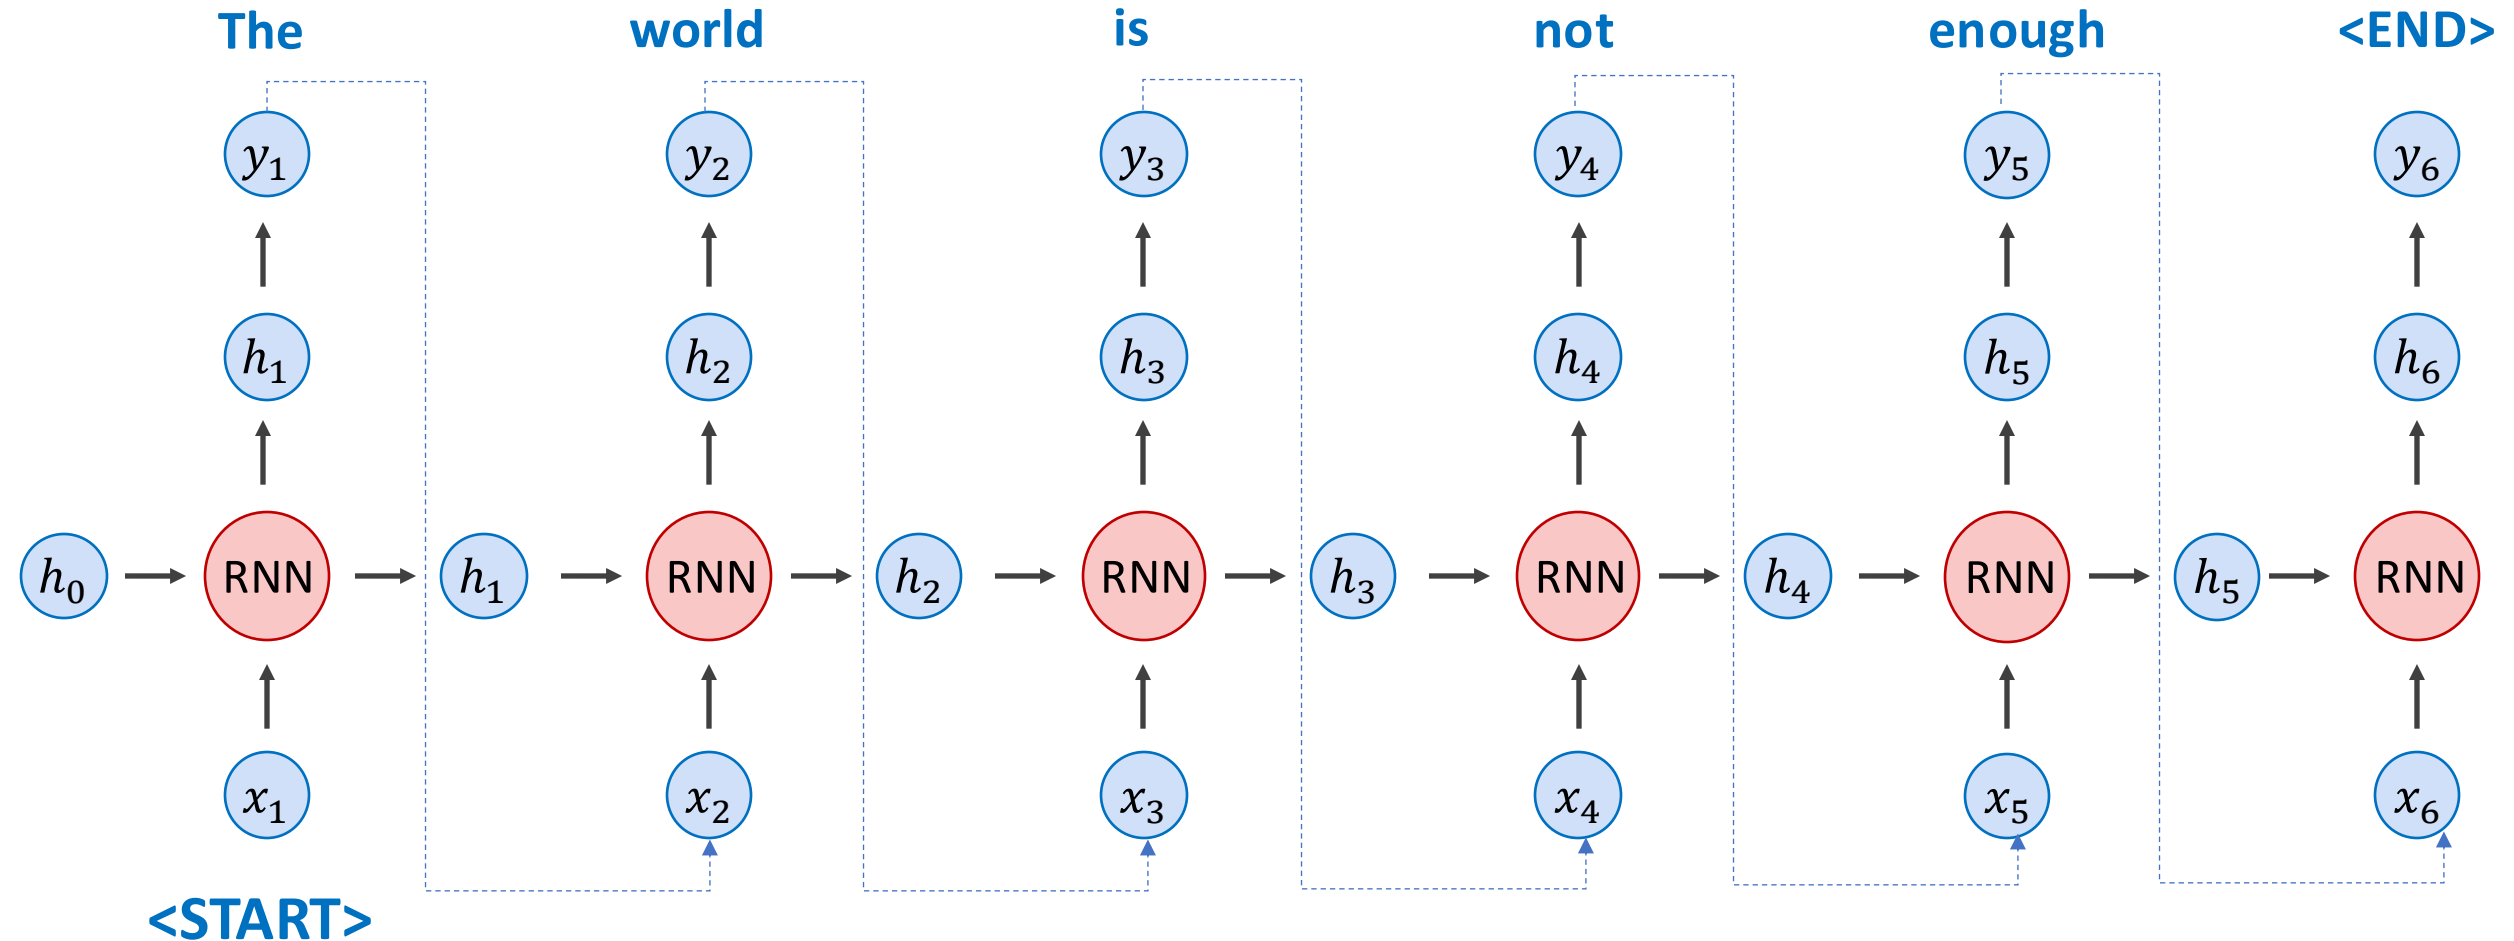 The world is not enough <END>
y₁ y₂ y₃ y₄ y₅ y₆
h₁ h₂ h₃ h₄ h₅ h₆
h₀ RNN h₁ RNN h₂ RNN h₃ RNN h₄ RNN h₅ RNN
x₁ x₂ x₃ x₄ x₅ x₆
<START>